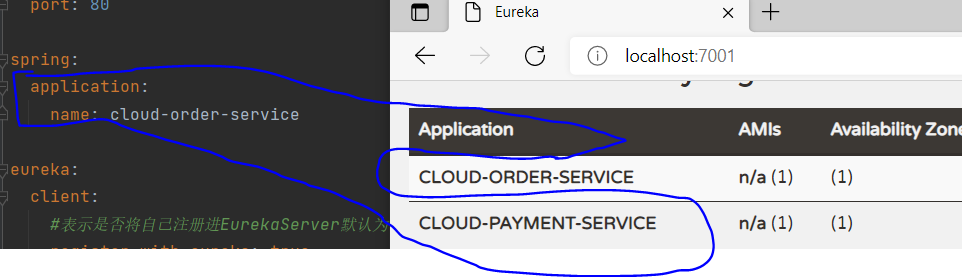 port: 80
spring:
application:
name: cloud-order-service
eureka:
client:
#表示是否将自己注册进EurekaServer默认为
Eureka
localhost:7001
Application AMIs Availability Zone
CLOUD-ORDER-SERVICE n/a (1) (1)
CLOUD-PAYMENT-SERVICE n/a (1) (1)